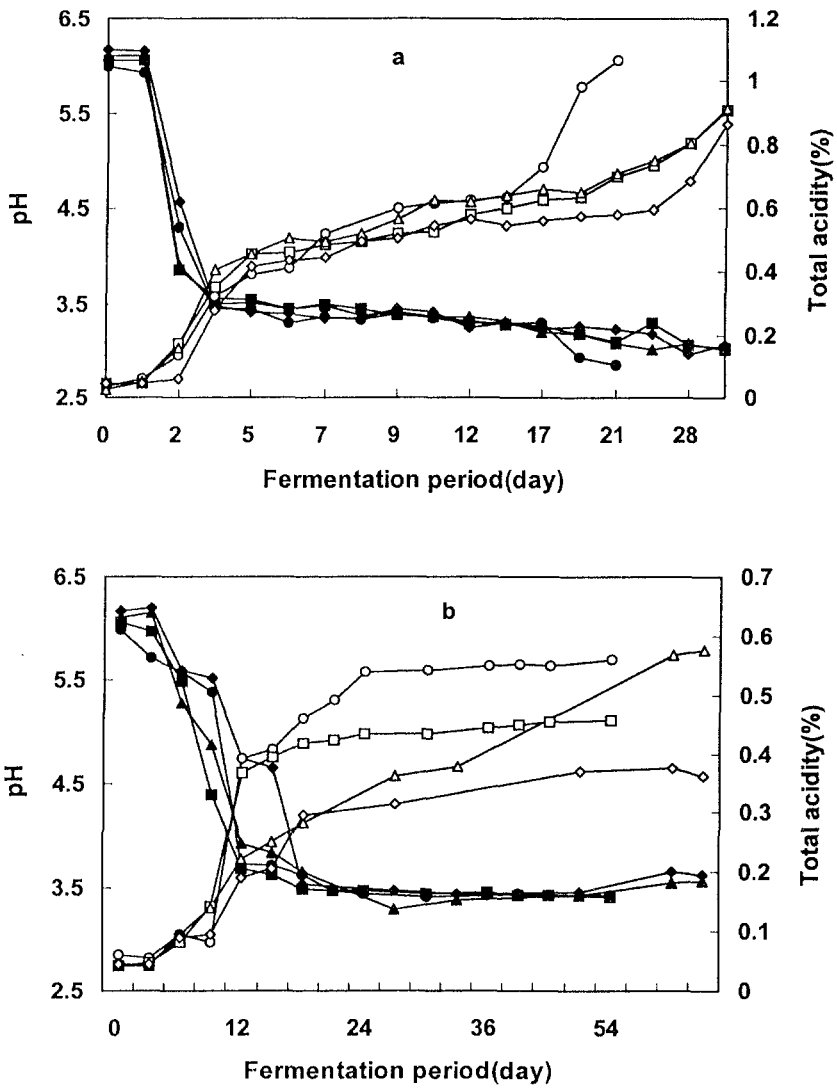 6.5
5.5
4.5
3.5
2.5
pH
a
1.2
1
0.8
0.6
0.4
0.2
0
Total acidity(%)
0 2 5 7 9 12 17 21 28
Fermentation period(day)
6.5
5.5
4.5
3.5
2.5
pH
b
0.7
0.6
0.5
0.4
0.3
0.2
0.1
0
Total acidity(%)
0 12 24 36 54
Fermentation period(day)